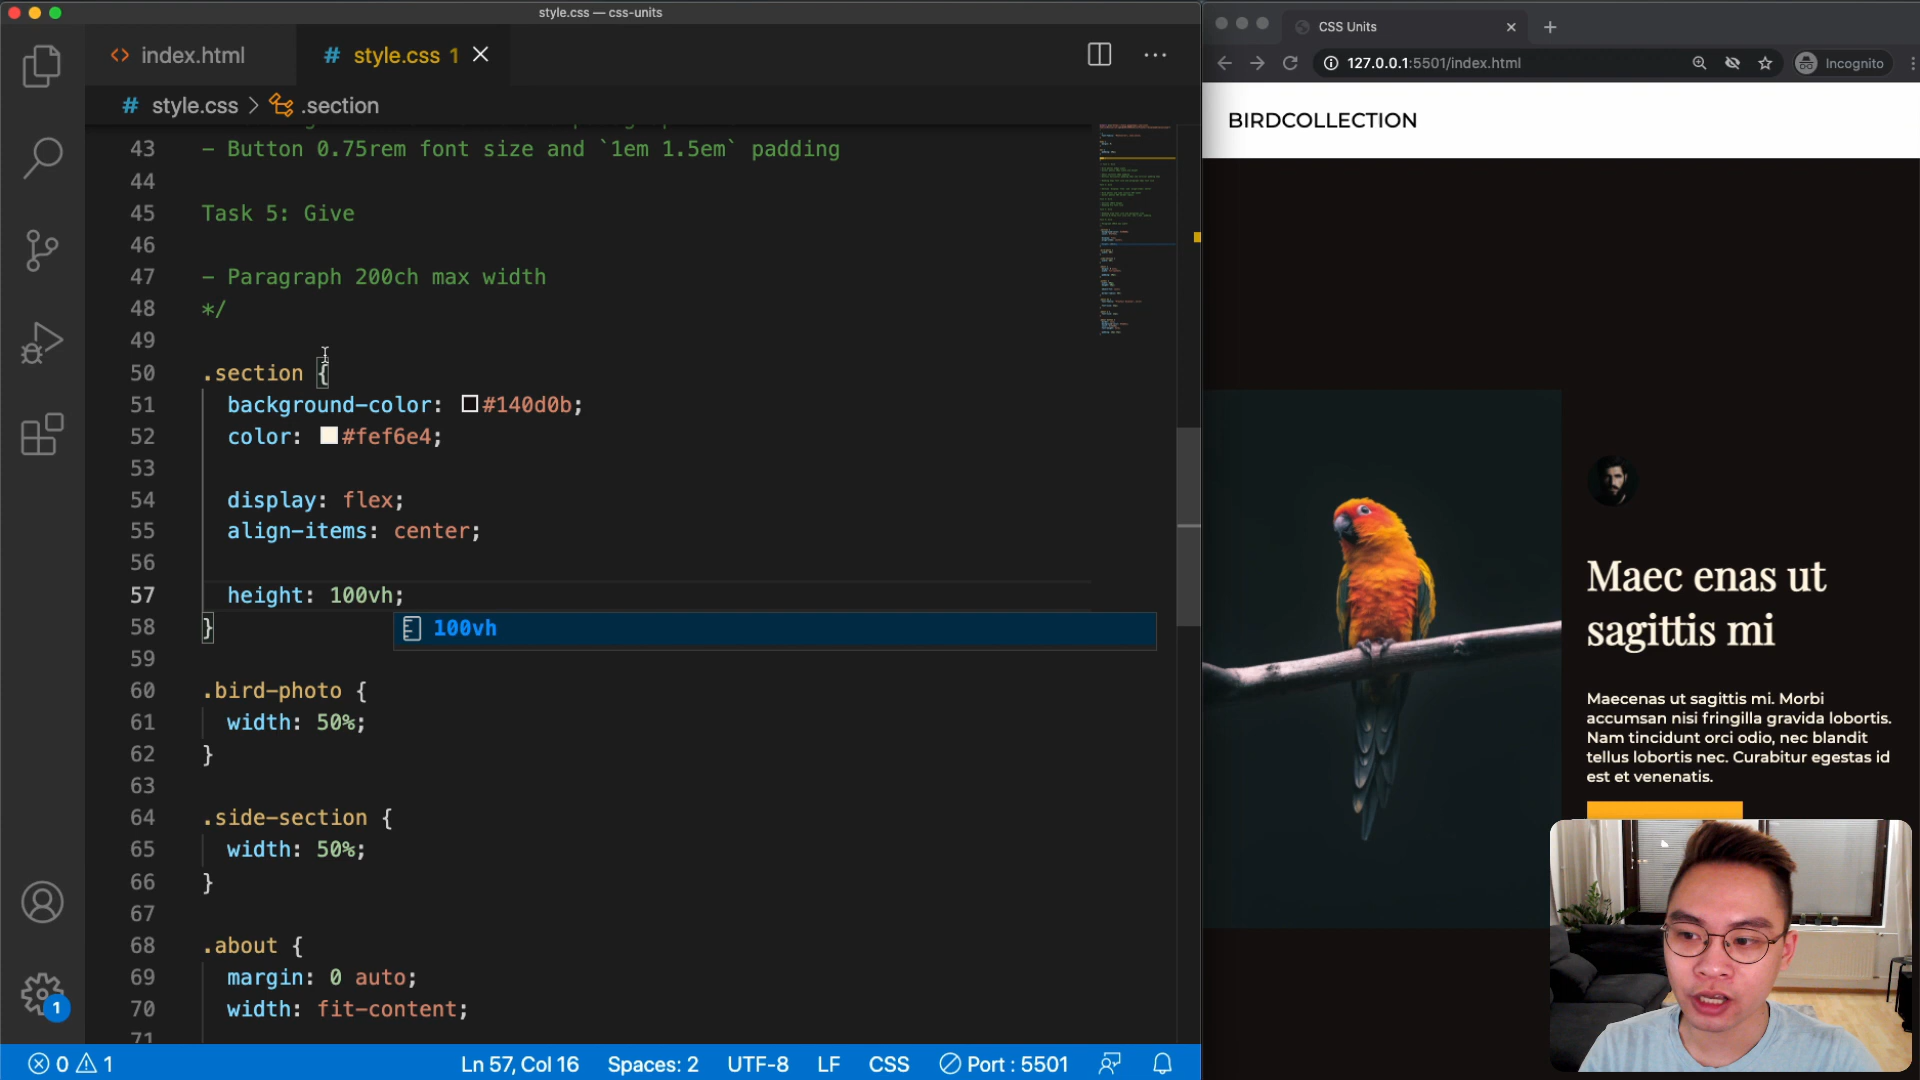 style.css — css-units
index.html
style.css 1
style.css > .section
43 - Button 0.75rem font size and `1em 1.5em` padding
44
45 Task 5: Give
46
47 - Paragraph 200ch max width
48 */
49
50 .section {
51 background-color: #140d0b;
52 color: #fef6e4;
53
54 display: flex;
55 align-items: center;
56
57 height: 100vh;
100vh
58 }
59
60 .bird-photo {
61 width: 50%;
62 }
63
64 .side-section {
65 width: 50%;
66 }
67
68 .about {
69 margin: 0 auto;
70 width: fit-content;
71
1
0 1
Ln 57, Col 16
Spaces: 2
UTF-8
LF
CSS
Port : 5501
CSS Units
127.0.0.1:5501/index.html
Incognito
BIRDCOLLECTION
Maec enas ut
sagittis mi
Maecenas ut sagittis mi. Morbi
accumsan nisi fringilla gravida lobortis.
Nam tincidunt orci odio, nec blandit
tellus lobortis nec. Curabitur egestas id
est et venenatis.